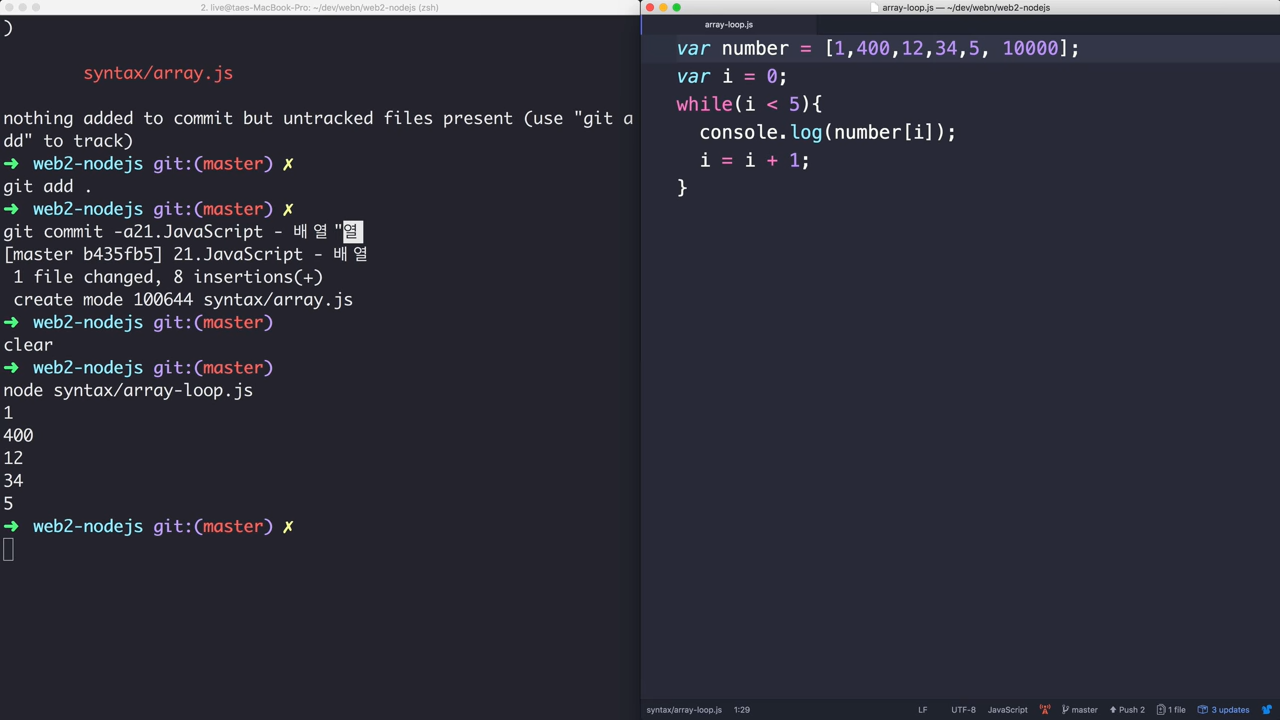 2. live@taes-MacBook-Pro: ~/dev/webn/web2-nodejs (zsh)
)
syntax/array.js
nothing added to commit but untracked files present (use "git a
dd" to track)
➜ web2-nodejs git:(master) ✗
git add .
➜ web2-nodejs git:(master) ✗
git commit -a21.JavaScript - 배열"열
[master b435fb5] 21.JavaScript - 배열
1 file changed, 8 insertions(+)
create mode 100644 syntax/array.js
➜ web2-nodejs git:(master)
clear
➜ web2-nodejs git:(master)
node syntax/array-loop.js
1
400
12
34
5
➜ web2-nodejs git:(master) ✗
array-loop.js — ~/dev/webn/web2-nodejs
array-loop.js
var number = [1,400,12,34,5, 10000];
var i = 0;
while(i < 5){
console.log(number[i]);
i = i + 1;
}
syntax/array-loop.js 1:29 LF UTF-8 JavaScript master Push 2 1 file 3 updates